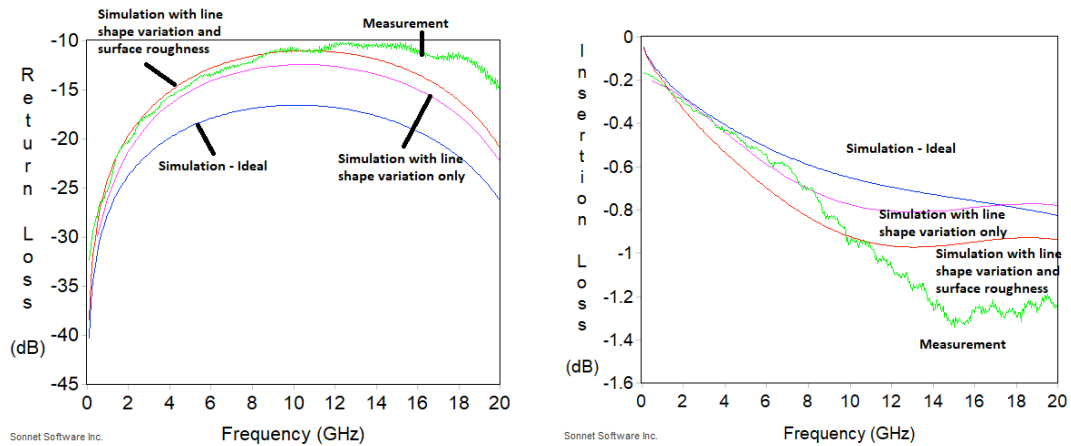 Simulation with line
shape variation and
surface roughness
Measurement
-10
-15
-20
-25
-30
-35
-40
-45
Return Loss
(dB)
Simulation - Ideal
Simulation with line
shape variation only
0 2 4 6 8 10 12 14 16 18 20
Frequency (GHz)
Sonnet Software Inc.
0
-0.2
-0.4
-0.6
-0.8
-1
-1.2
-1.4
-1.6
Insertion Loss
(dB)
Simulation - Ideal
Simulation with line
shape variation only
Simulation with line
shape variation and
surface roughness
Measurement
0 2 4 6 8 10 12 14 16 18 20
Frequency (GHz)
Sonnet Software Inc.